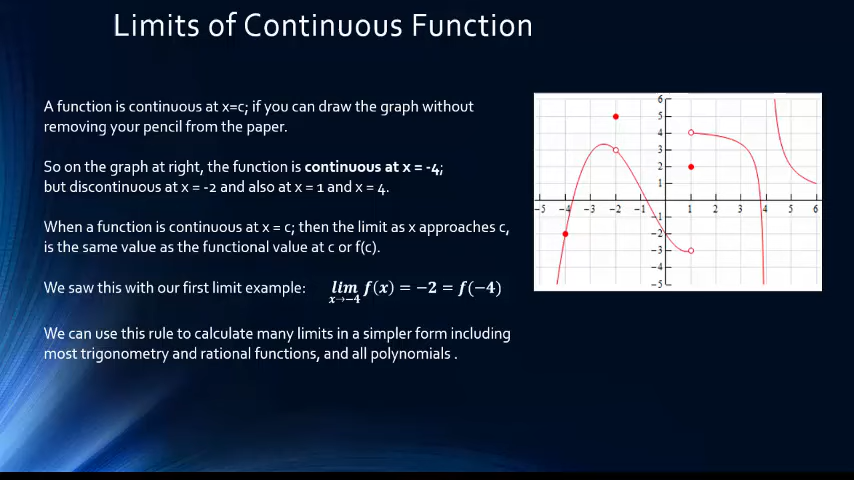 Limits of Continuous Function
A function is continuous at x=c; if you can draw the graph without
removing your pencil from the paper.
So on the graph at right, the function is continuous at x = -4;
but discontinuous at x = -2 and also at x = 1 and x = 4.
When a function is continuous at x = c; then the limit as x approaches c,
is the same value as the functional value at c or f(c).
We saw this with our first limit example: lim f(x) = −2 = f(−4)
x→−4
We can use this rule to calculate many limits in a simpler form including
most trigonometry and rational functions, and all polynomials .
6
5
4
3
2
1
-5 -4 -3 -2 -1 1 2 3 4 5 6
-1
-2
-3
-4
-5